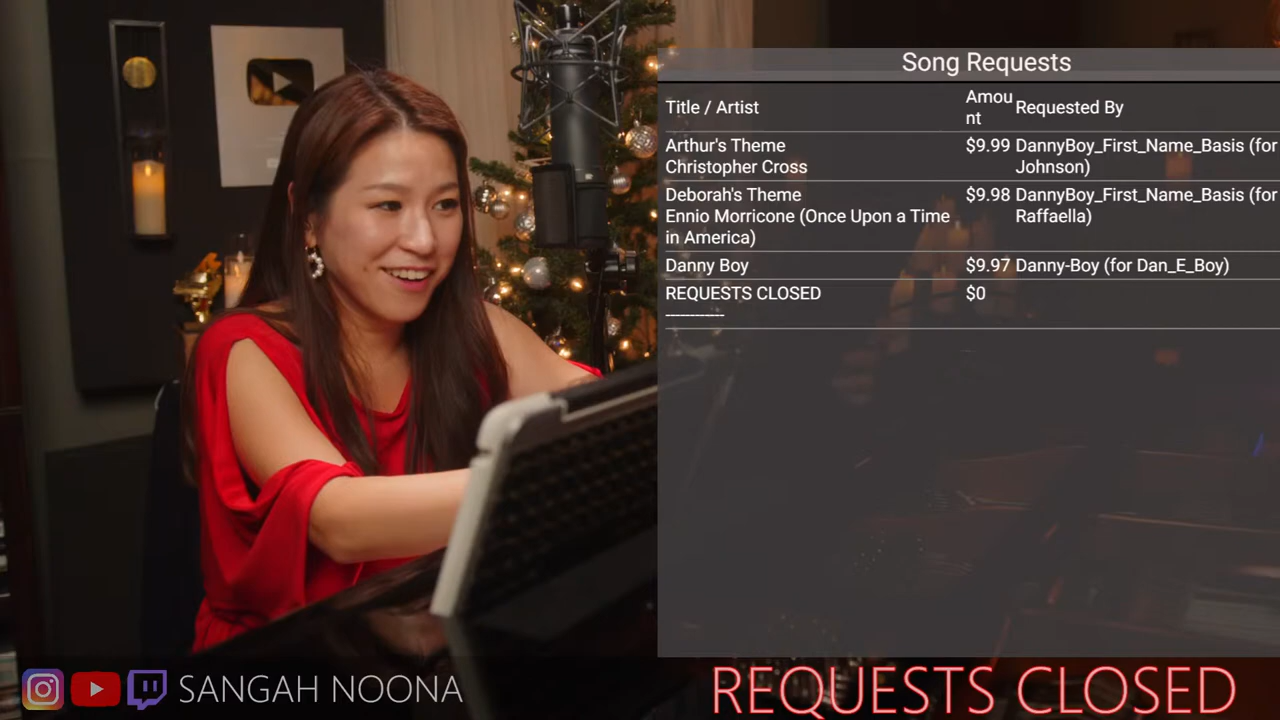 Song Requests
Title / Artist
Amou
nt
Requested By
Arthur's Theme
Christopher Cross
$9.99
DannyBoy_First_Name_Basis (for
Johnson)
Deborah's Theme
Ennio Morricone (Once Upon a Time
in America)
$9.98
DannyBoy_First_Name_Basis (for
Raffaella)
Danny Boy
$9.97
Danny-Boy (for Dan_E_Boy)
REQUESTS CLOSED
------------
$0
SANGAH NOONA
REQUESTS CLOSED